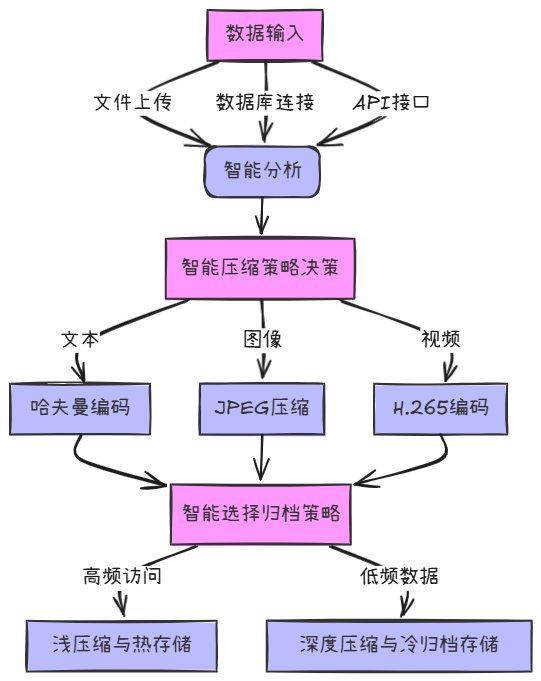 数据输入
文件上传
数据库连接
API接口
智能分析
智能压缩策略决策
文本
图像
视频
哈夫曼编码
JPEG压缩
H.265编码
智能选择归档策略
高频访问
低频数据
浅压缩与热存储
深度压缩与冷归档存储